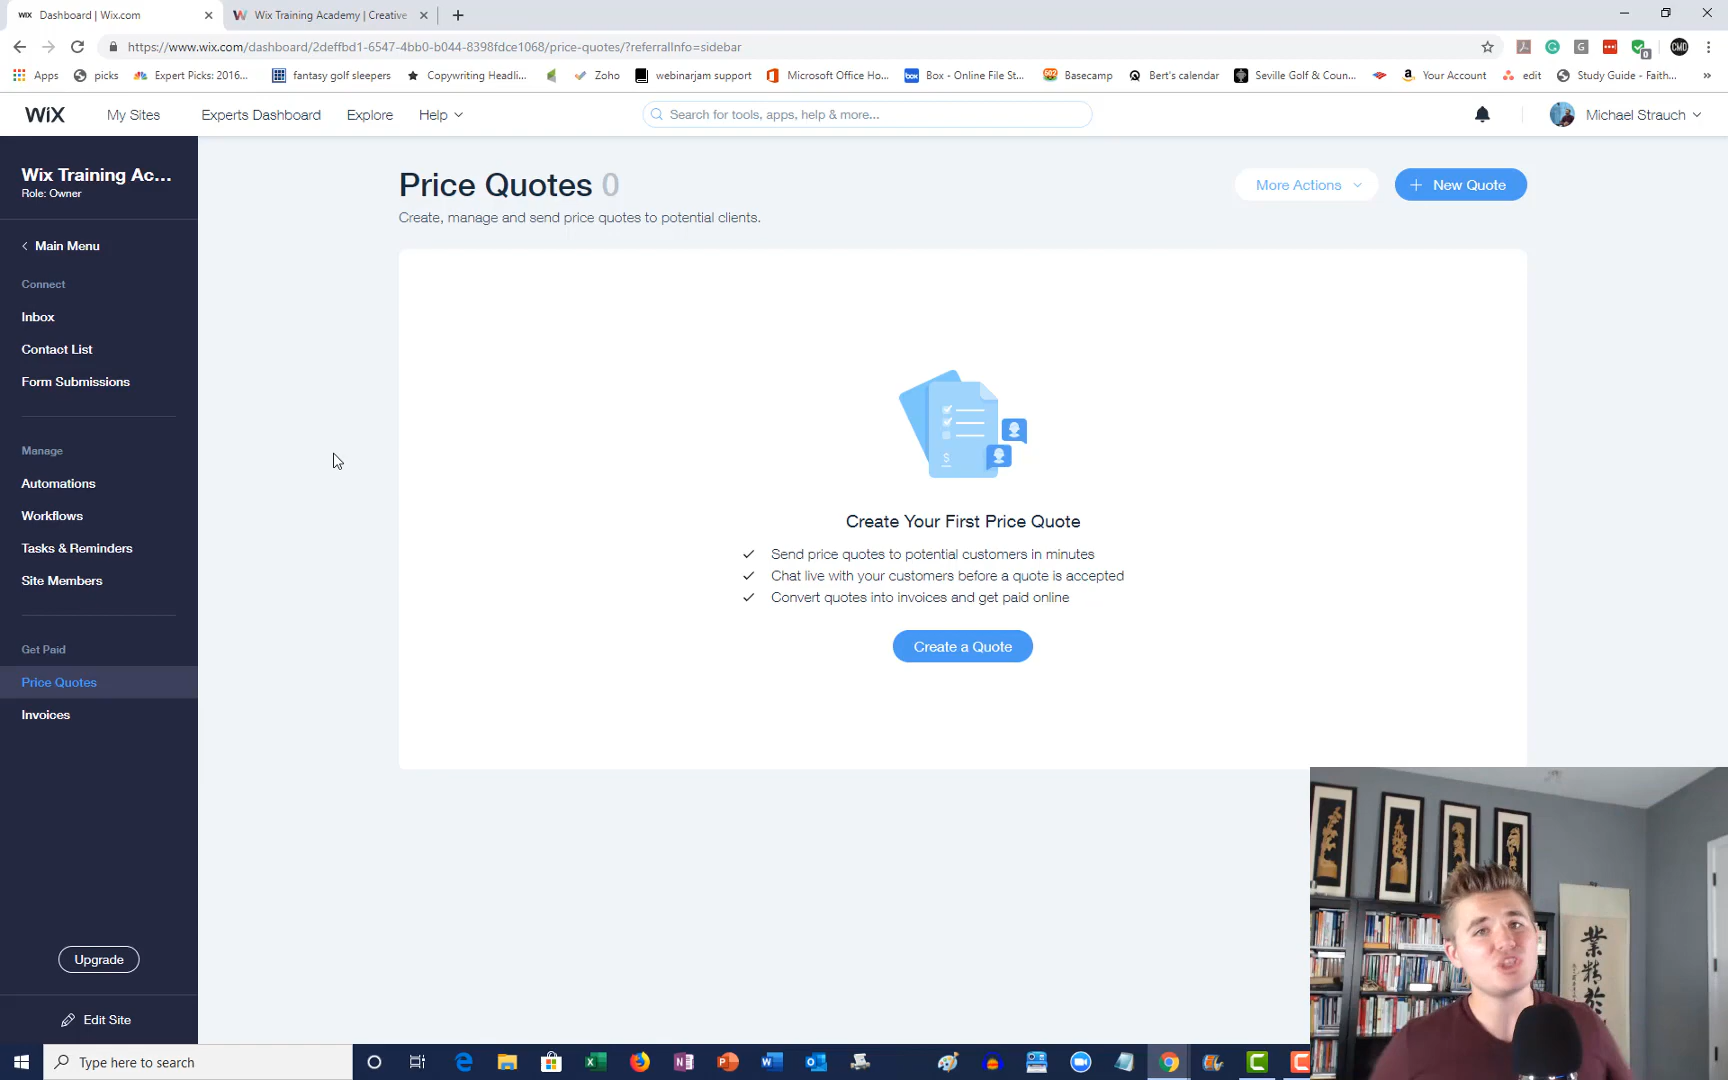 Dashboard | Wix.com
Wix Training Academy | Creative
https://www.wix.com/dashboard/2deffbd1-6547-4bb0-b044-8398fdce1068/price-quotes/?referralInfo=sidebar
CMD
Apps
picks
Expert Picks: 2016...
fantasy golf sleepers
Copywriting Headli...
Zoho
webinarjam support
Microsoft Office Ho...
Box - Online File St...
Basecamp
Bert's calendar
Seville Golf & Coun...
Your Account
edit
Study Guide - Faith...
WiX
My Sites
Experts Dashboard
Explore
Help
Search for tools, apps, help & more...
Michael Strauch
Wix Training Ac...
Role: Owner
Main Menu
Connect
Inbox
Contact List
Form Submissions
Manage
Automations
Workflows
Tasks & Reminders
Site Members
Get Paid
Price Quotes
Invoices
Upgrade
Edit Site
Price Quotes 0
Create, manage and send price quotes to potential clients.
More Actions
+ New Quote
Create Your First Price Quote
Send price quotes to potential customers in minutes
Chat live with your customers before a quote is accepted
Convert quotes into invoices and get paid online
Create a Quote
業精於
Type here to search